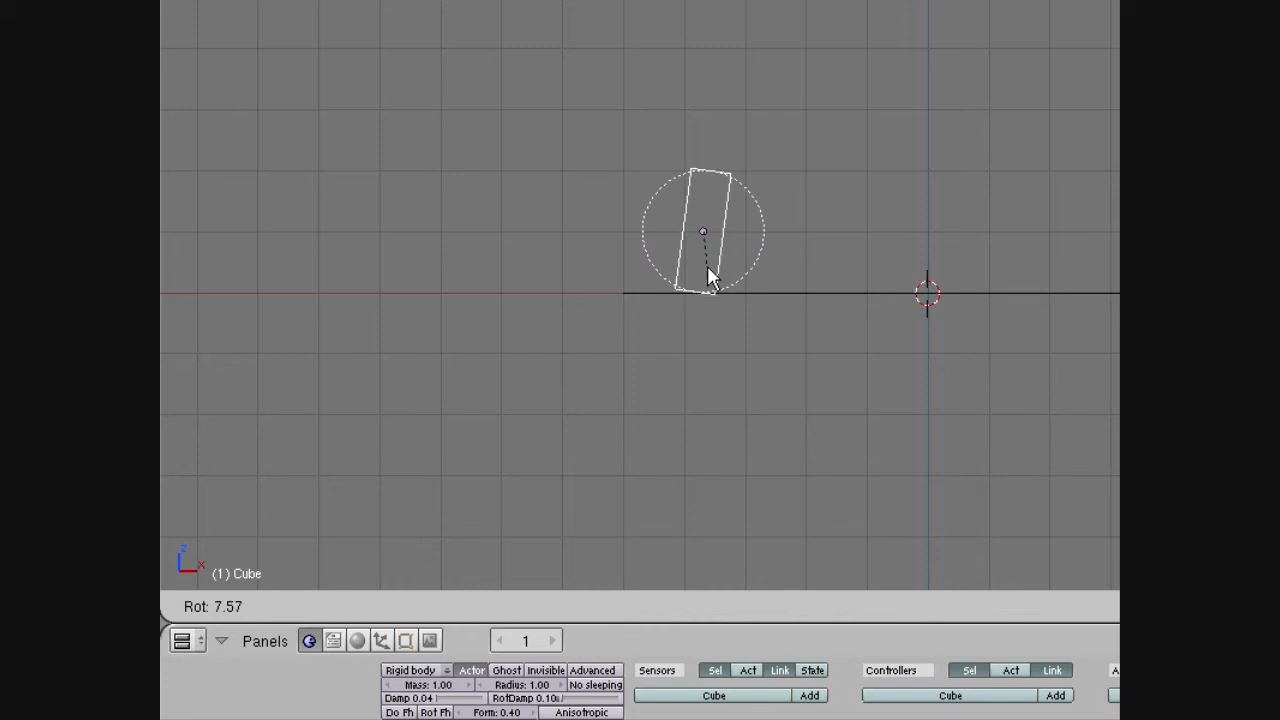 z
x
(1) Cube
Rot: 7.57
Panels 1
Rigid body Actor Ghost Invisible Advanced Sensors Sel Act Link State Controllers Sel Act Link A
Mass: 1.00 Radius: 1.00 No sleeping
Cube Add Cube Add
Damp 0.04 RotDamp 0.10
Do Fh Rot Fh Form: 0.40 Anisotropic